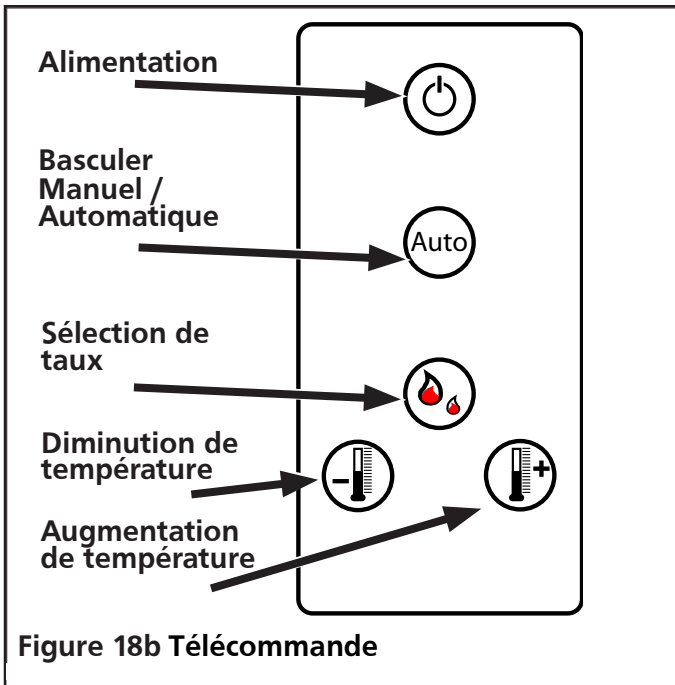 Alimentation
Basculer
Manuel /
Automatique
Auto
Sélection de
taux
Diminution de
température
Augmentation
de température
Figure 18b Télécommande